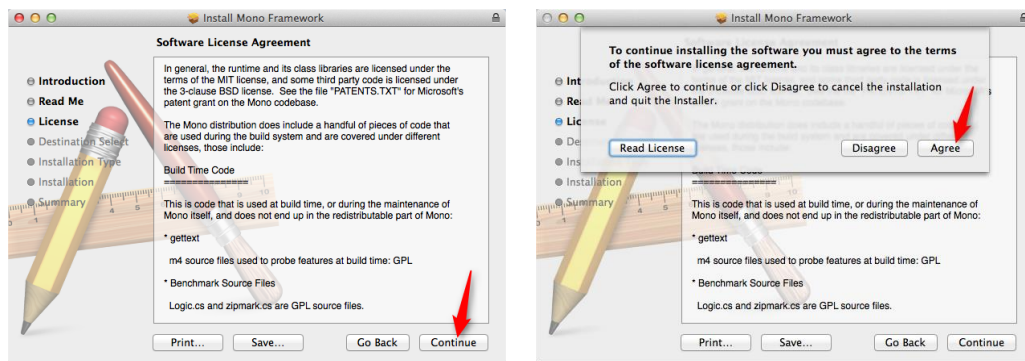 Install Mono Framework
Software License Agreement
Introduction
Read Me
License
Destination Select
Installation Type
Installation
Summary
In general, the runtime and its class libraries are licensed under the
terms of the MIT license, and some third party code is licensed under
the 3-clause BSD license.  See the file "PATENTS.TXT" for Microsoft's
patent grant on the Mono codebase.
The Mono distribution does include a handful of pieces of code that
are used during the build system and are covered under different
licenses, those include:
Build Time Code
===============
This is code that is used at build time, or during the maintenance of
Mono itself, and does not end up in the redistributable part of Mono:
* gettext
m4 source files used to probe features at build time: GPL
* Benchmark Source Files
Logic.cs and zipmark.cs are GPL source files.
Print... Save... Go Back Continue
Install Mono Framework
To continue installing the software you must agree to the terms
of the software license agreement.
Click Agree to continue or click Disagree to cancel the installation
and quit the Installer.
Read License Disagree Agree
Installation
Summary
This is code that is used at build time, or during the maintenance of
Mono itself, and does not end up in the redistributable part of Mono:
* gettext
m4 source files used to probe features at build time: GPL
* Benchmark Source Files
Logic.cs and zipmark.cs are GPL source files.
Print... Save... Go Back Continue